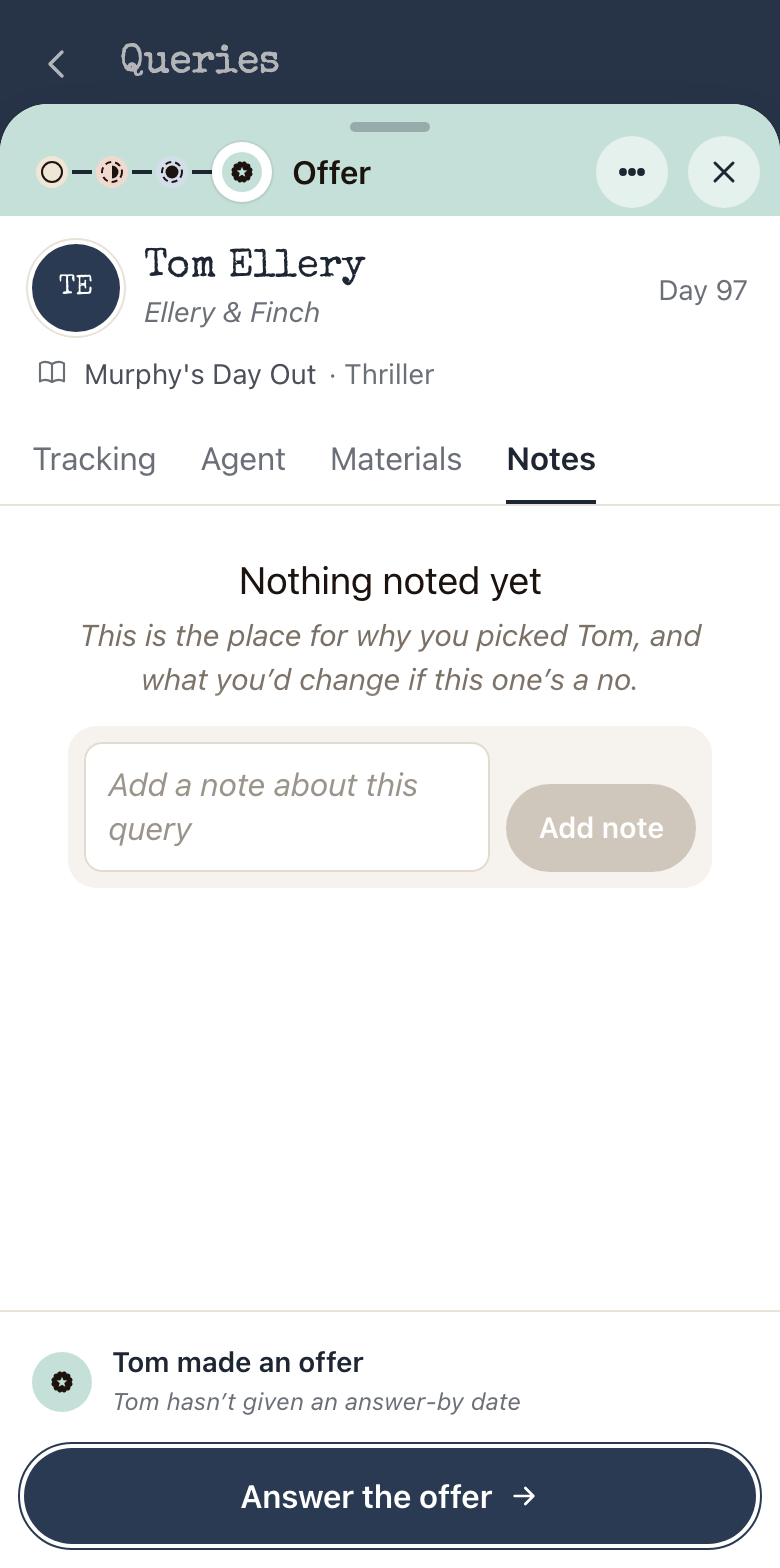 Queries
Offer
TE
Tom Ellery
Ellery & Finch
Day 97
Murphy's Day Out · Thriller
Tracking Agent Materials Notes
Nothing noted yet
This is the place for why you picked Tom, and
what you’d change if this one’s a no.
Add a note about this
query
Add note
Tom made an offer
Tom hasn’t given an answer-by date
Answer the offer →